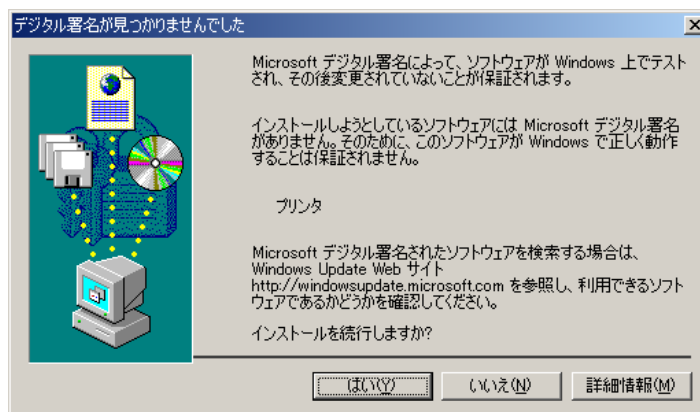 デジタル署名が見つかりませんでした
Microsoft デジタル署名によって、ソフトウェアが Windows 上でテスト
され、その後変更されていないことが保証されます。
インストールしようとしているソフトウェアには Microsoft デジタル署名
がありません。そのために、このソフトウェアが Windows で正しく動作
することは保証されません。
プリンタ
Microsoft デジタル署名されたソフトウェアを検索する場合は、
Windows Update Web サイト
http://windowsupdate.microsoft.com を参照し、利用できるソフト
ウェアであるかどうかを確認してください。
インストールを続行しますか?
はい(Y) いいえ(N) 詳細情報(M)